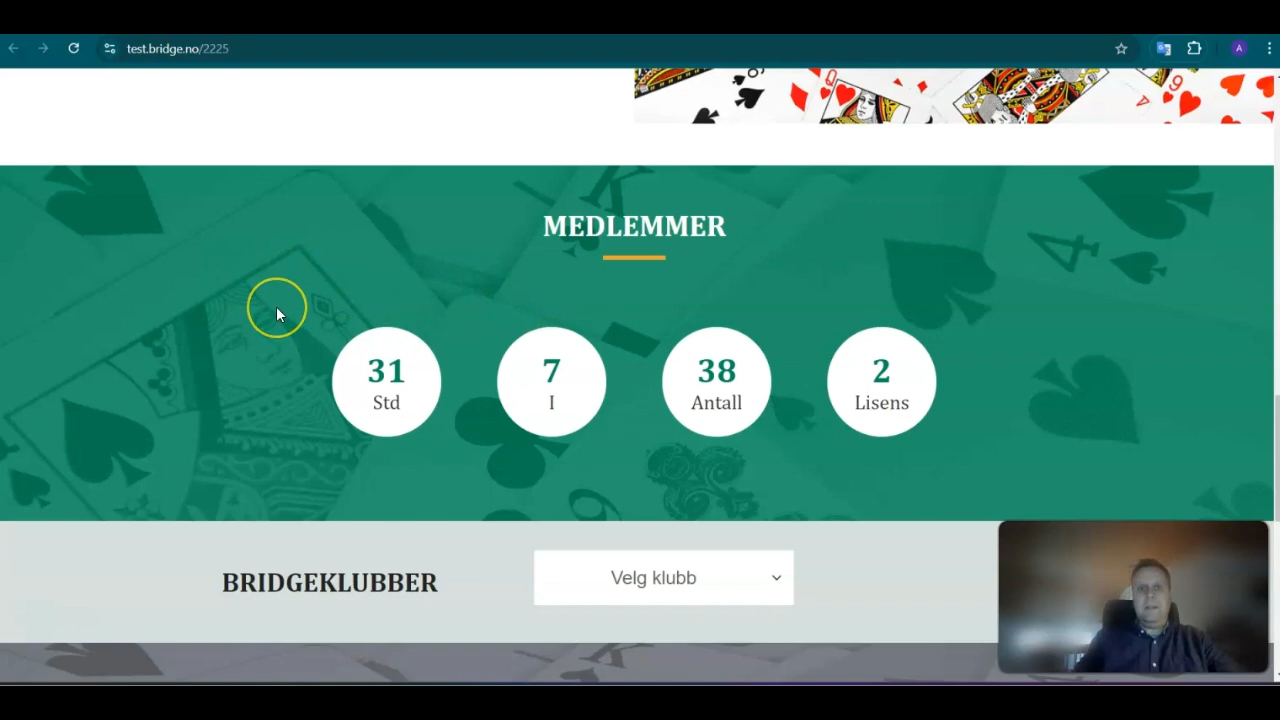 test.bridge.no/2225
A
MEDLEMMER
31
Std
7
I
38
Antall
2
Lisens
BRIDGEKLUBBER
Velg klubb